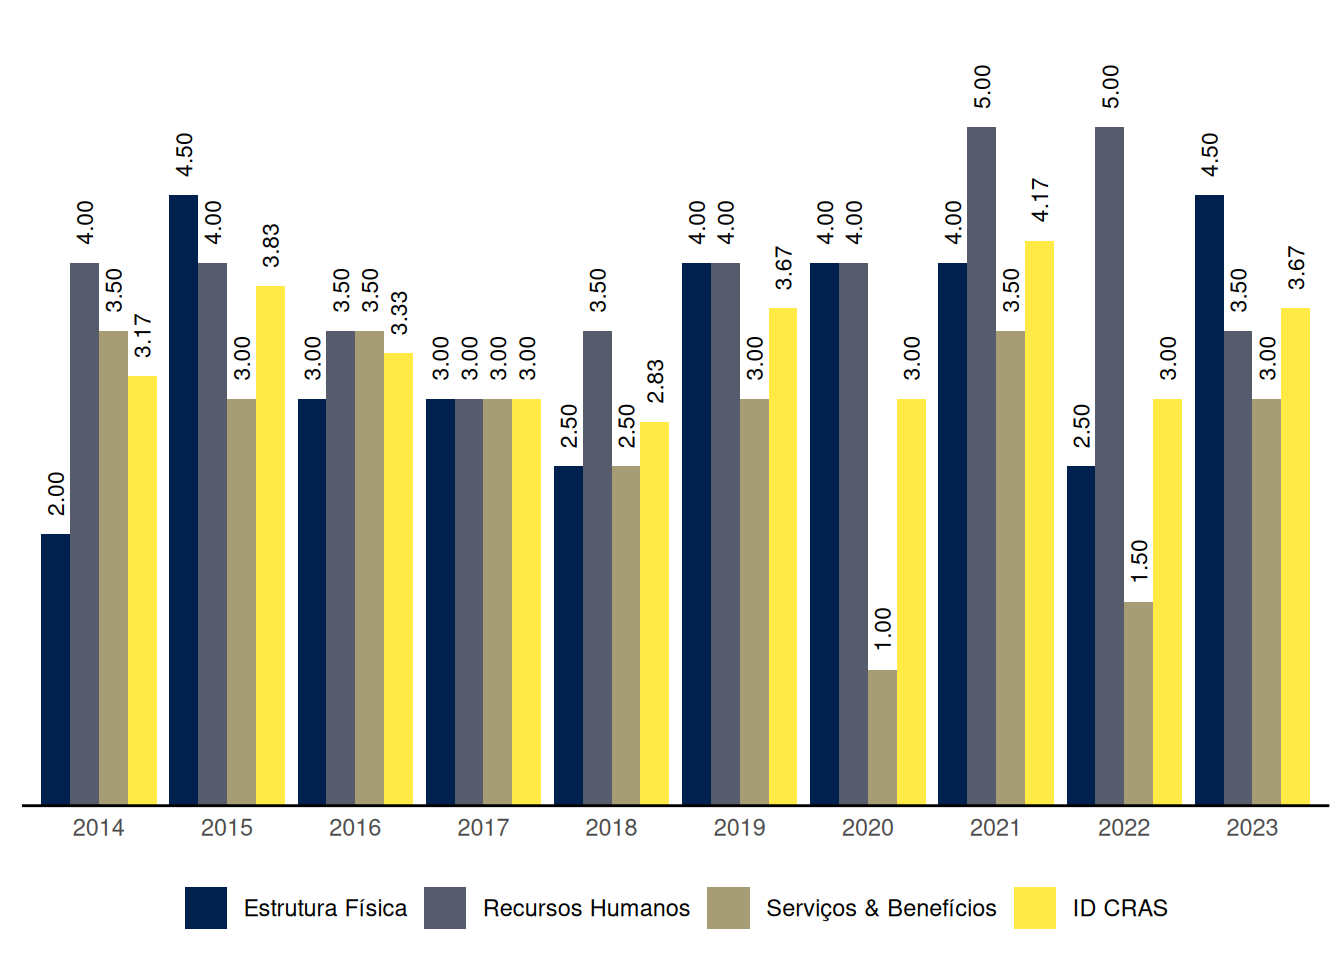 5.00 5.00
4.50 4.50
4.17
4.00 4.00 4.00 4.00 4.00 4.00 4.00
3.83
3.67 3.67
3.50 3.50 3.50 3.50 3.50 3.50
3.33
3.17
3.00 3.00 3.00 3.00 3.00 3.00 3.00 3.00 3.00 3.00
2.83
2.50 2.50 2.50
2.00
1.50
1.00
2014 2015 2016 2017 2018 2019 2020 2021 2022 2023
Estrutura Física Recursos Humanos Serviços & Benefícios ID CRAS